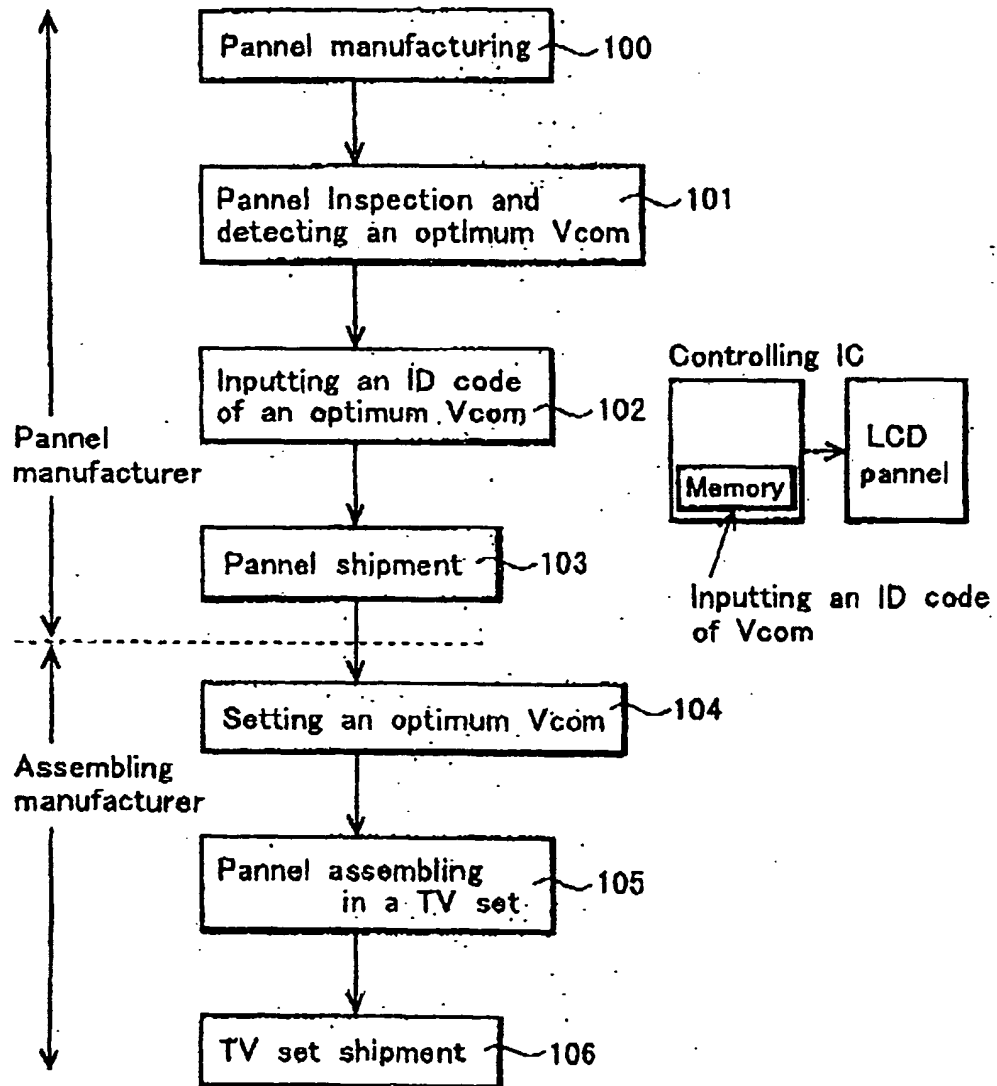 Pannel manufacturing
100
Pannel Inspection and
detecting an optimum Vcom
101
Inputting an ID code
of an optimum Vcom
102
Pannel
manufacturer
Pannel shipment
103
Controlling IC
Memory
LCD
pannel
Inputting an ID code
of Vcom
Setting an optimum Vcom
104
Assembling
manufacturer
Pannel assembling
in a TV set
105
TV set shipment
106